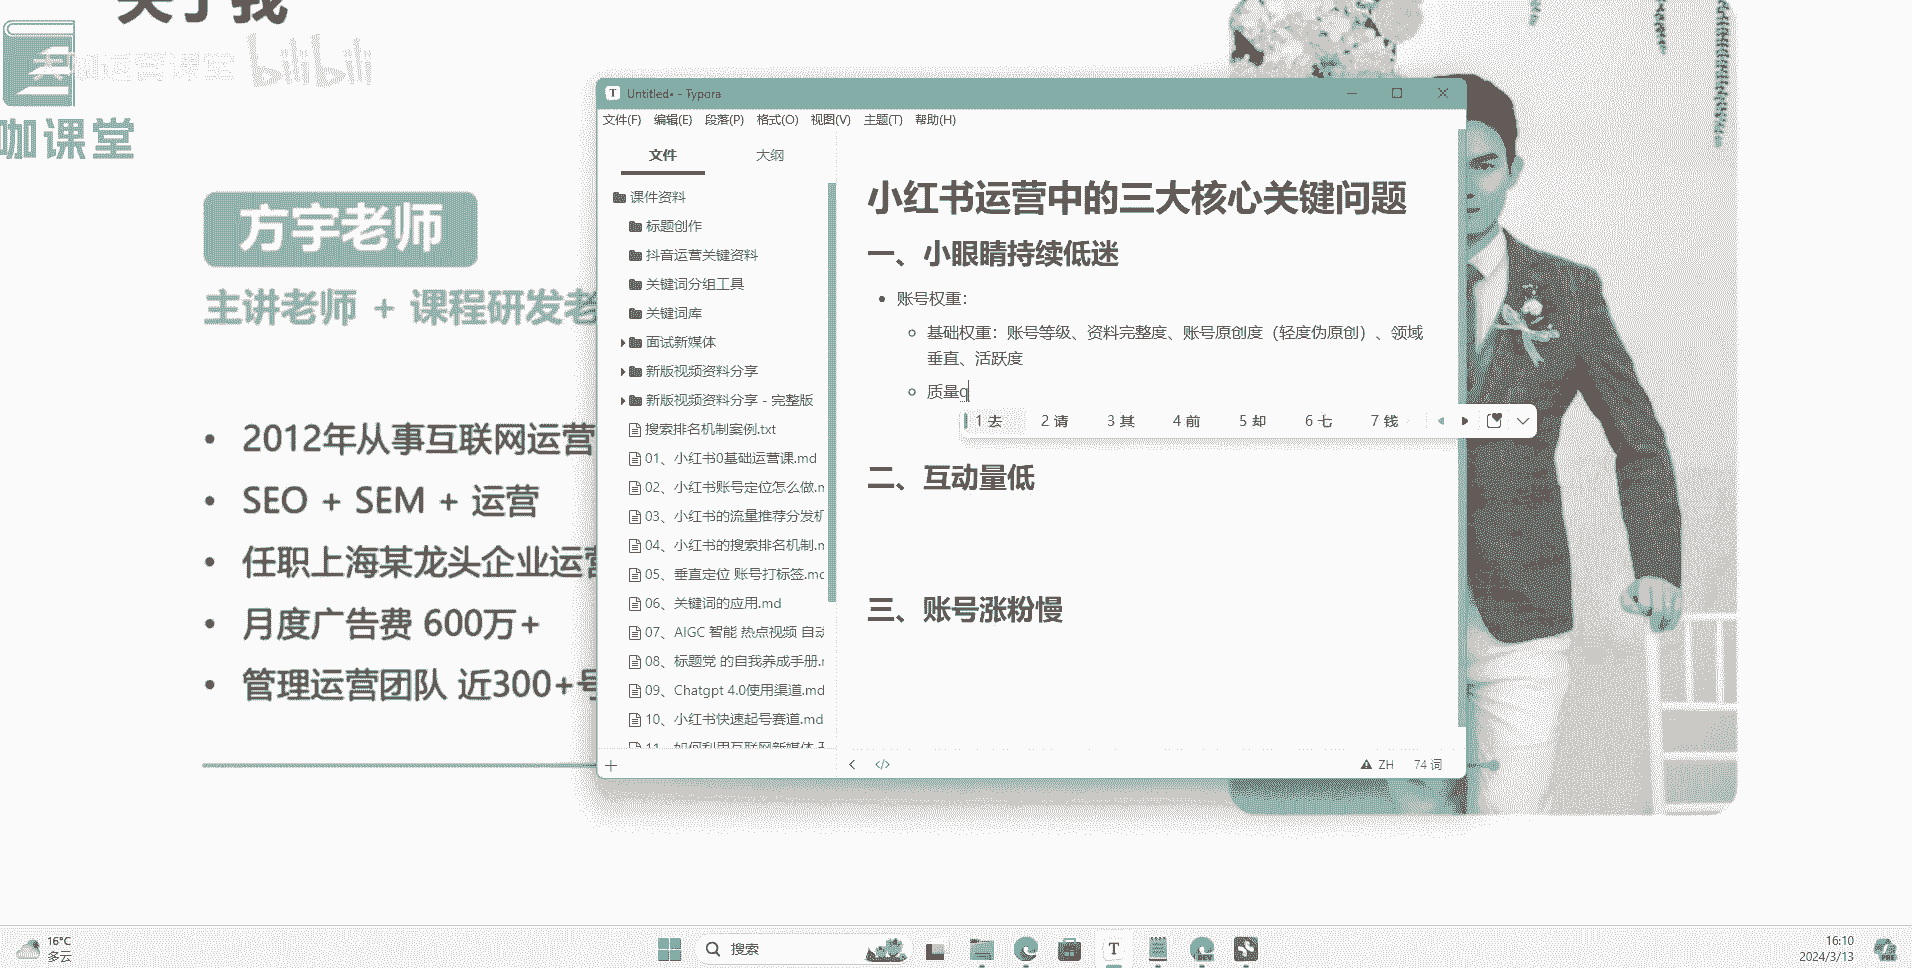 关于我
bilibili
咖课堂
方宇老师
主讲老师 + 课程研发老
2012年从事互联网运营
SEO + SEM + 运营
任职上海某龙头企业运营
月度广告费 600万+
管理运营团队 近300+号
Untitled• - Typora
文件(F) 编辑(E) 段落(P) 格式(O) 视图(V) 主题(T) 帮助(H)
文件 大纲
课件资料
标题创作
抖音运营关键资料
关键词分组工具
关键词库
面试新媒体
新版视频资料分享
新版视频资料分享 - 完整版
搜索排名机制案例.txt
01、小红书0基础运营课.md
02、小红书账号定位怎么做.m
03、小红书的流量推荐分发机
04、小红书的搜索排名机制.m
05、垂直定位 账号打标签.mc
06、关键词的应用.md
07、AIGC 智能 热点视频 自动
08、标题党 的自我养成手册.r
09、Chatgpt 4.0使用渠道.md
10、小红书快速起号赛道.md
11、如何利用互联网新媒体
小红书运营中的三大核心关键问题
一、小眼睛持续低迷
账号权重：
基础权重：账号等级、资料完整度、账号原创度（轻度伪原创）、领域
垂直、活跃度
质量q
1 去 2 请 3 其 4 前 5 却 6 七 7 钱
二、互动量低
三、账号涨粉慢
ZH 74 词
16°C
多云
搜索
16:10
2024/3/13